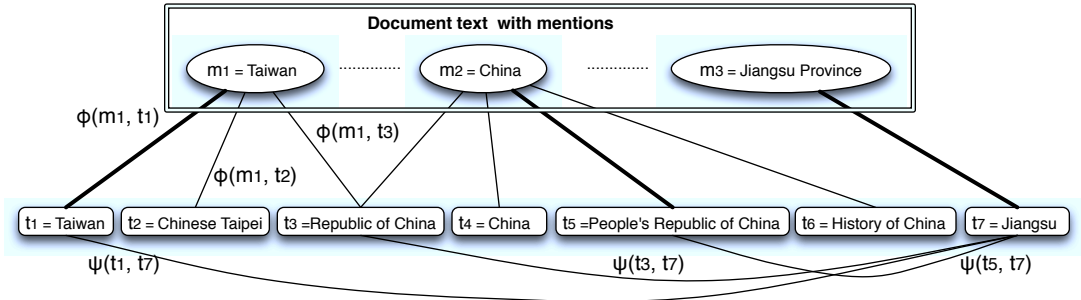 Document text with mentions
m1 = Taiwan
m2 = China
m3 = Jiangsu Province
ϕ(m1, t1)
ϕ(m1, t3)
ϕ(m1, t2)
t1 = Taiwan
t2 = Chinese Taipei
t3 =Republic of China
t4 = China
t5 =People's Republic of China
t6 = History of China
t7 = Jiangsu
ψ(t1, t7)
ψ(t3, t7)
ψ(t5, t7)